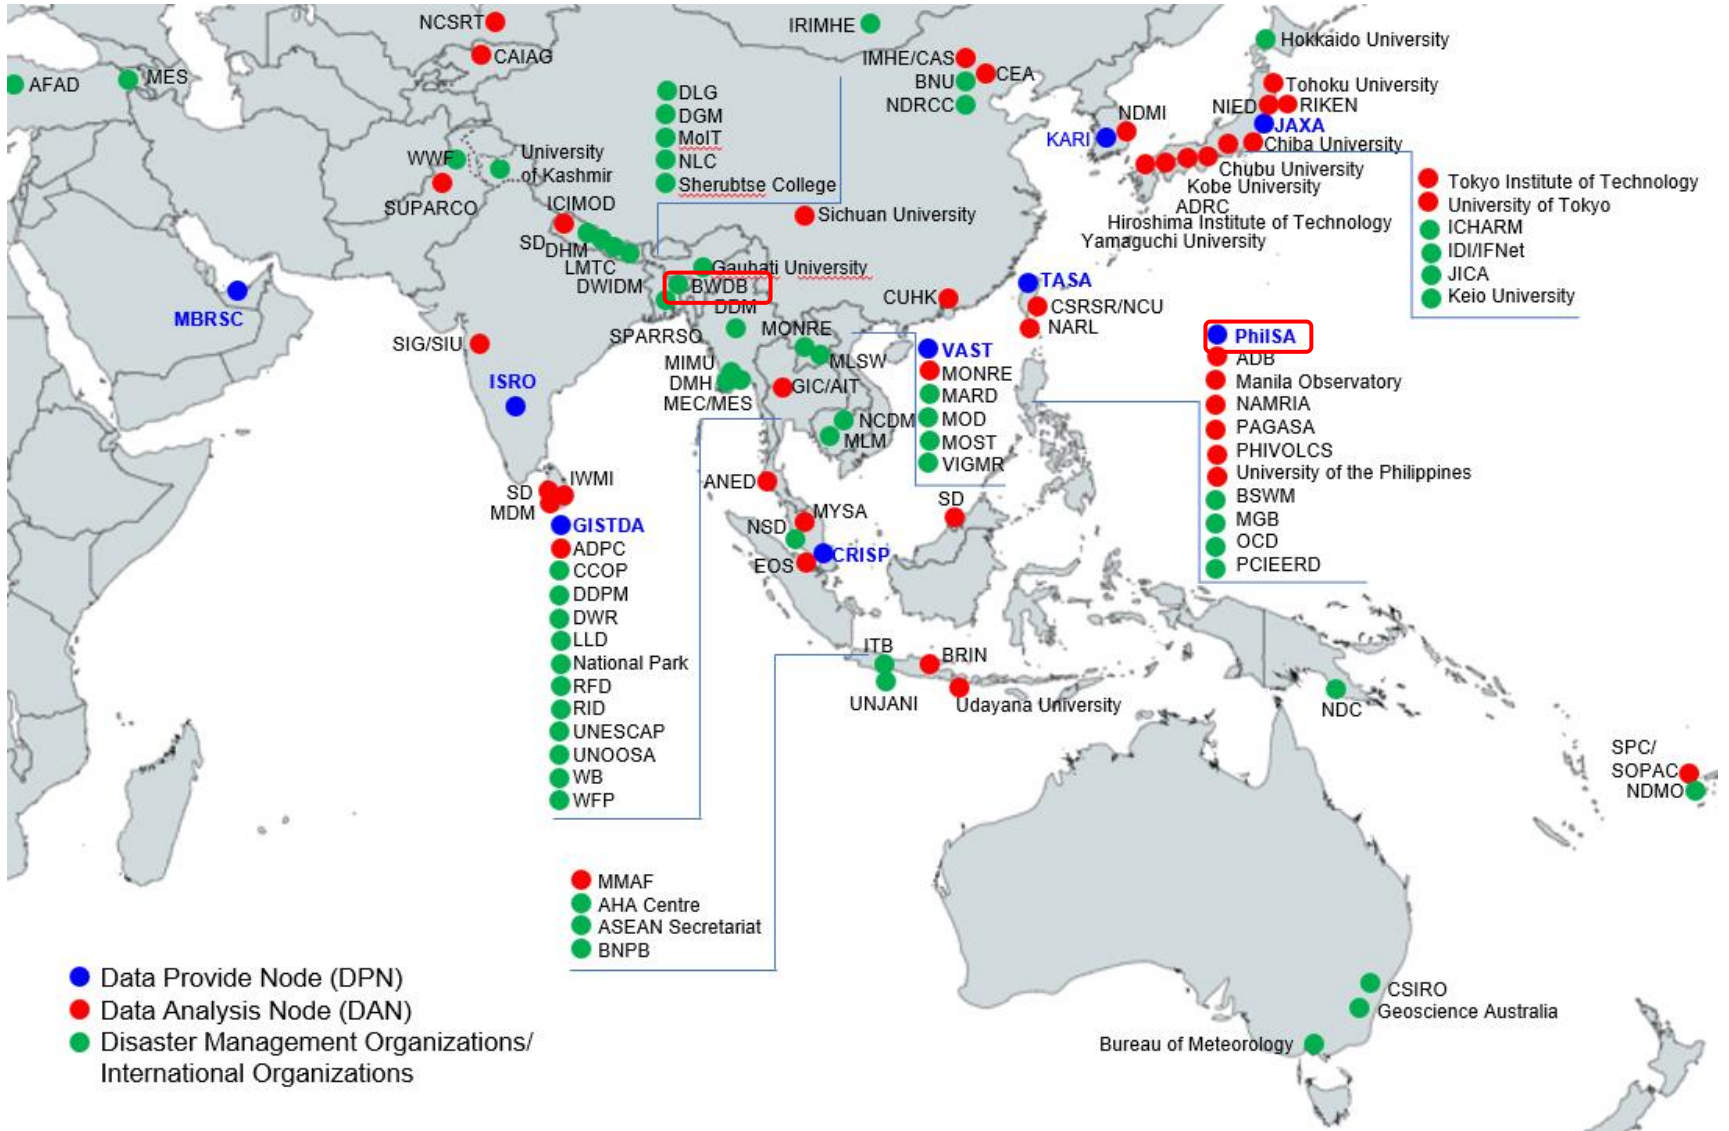 NCSRT
CAIAG
IRIMHE
Hokkaido University
AFAD
MES
IMHE/CAS
CEA
BNU
NDRCC
Tohoku University
NIED
RIKEN
JAXA
NDMI
KARI
Chiba University
Chubu University
Kobe University
ADRC
Hiroshima Institute of Technology
Yamaguchi University
DLG
DGM
MoIT
NLC
Sherubtse College
WWF
University
of Kashmir
SUPARCO
ICIMOD
Sichuan University
SD
DHM
LMTC
DWIDM
Gauhati University
BWDB
DDM
SPARRSO
Tokyo Institute of Technology
University of Tokyo
ICHARM
IDI/IFNet
JICA
Keio University
MBRSC
SIG/SIU
ISRO
CUHK
TASA
CSRSR/NCU
NARL
MONRE
MLSW
MIMU
DMH
MEC/MES
GIC/AIT
NCDM
MLM
VAST
MONRE
MARD
MOD
MOST
VIGMR
PhilSA
ADB
Manila Observatory
NAMRIA
PAGASA
PHIVOLCS
University of the Philippines
BSWM
MGB
OCD
PCIEERD
IWMI
SD
MDM
ANED
MYSA
NSD
SD
CRISP
EOS
GISTDA
ADPC
CCOP
DDPM
DWR
LLD
National Park
RFD
RID
UNESCAP
UNOOSA
WB
WFP
ITB
BRIN
UNJANI
Udayana University
NDC
SPC/
SOPAC
NDMO
MMAF
AHA Centre
ASEAN Secretariat
BNPB
CSIRO
Geoscience Australia
Bureau of Meteorology
Data Provide Node (DPN)
Data Analysis Node (DAN)
Disaster Management Organizations/
International Organizations